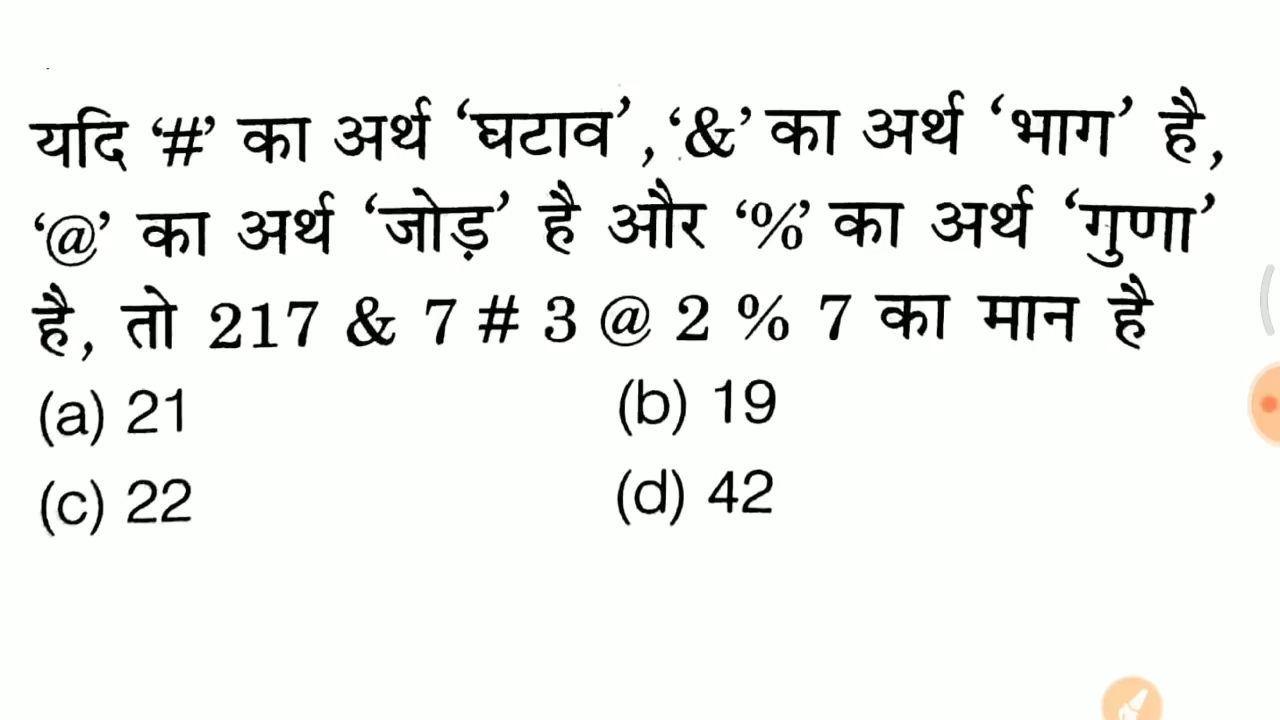 यदि ‘#’ का अर्थ ‘घटाव’, ‘&’ का अर्थ ‘भाग’ है,
‘@’ का अर्थ ‘जोड़’ है और ‘%’ का अर्थ ‘गुणा’
है, तो 217 & 7 # 3 @ 2 % 7 का मान है
(a) 21 (b) 19
(c) 22 (d) 42